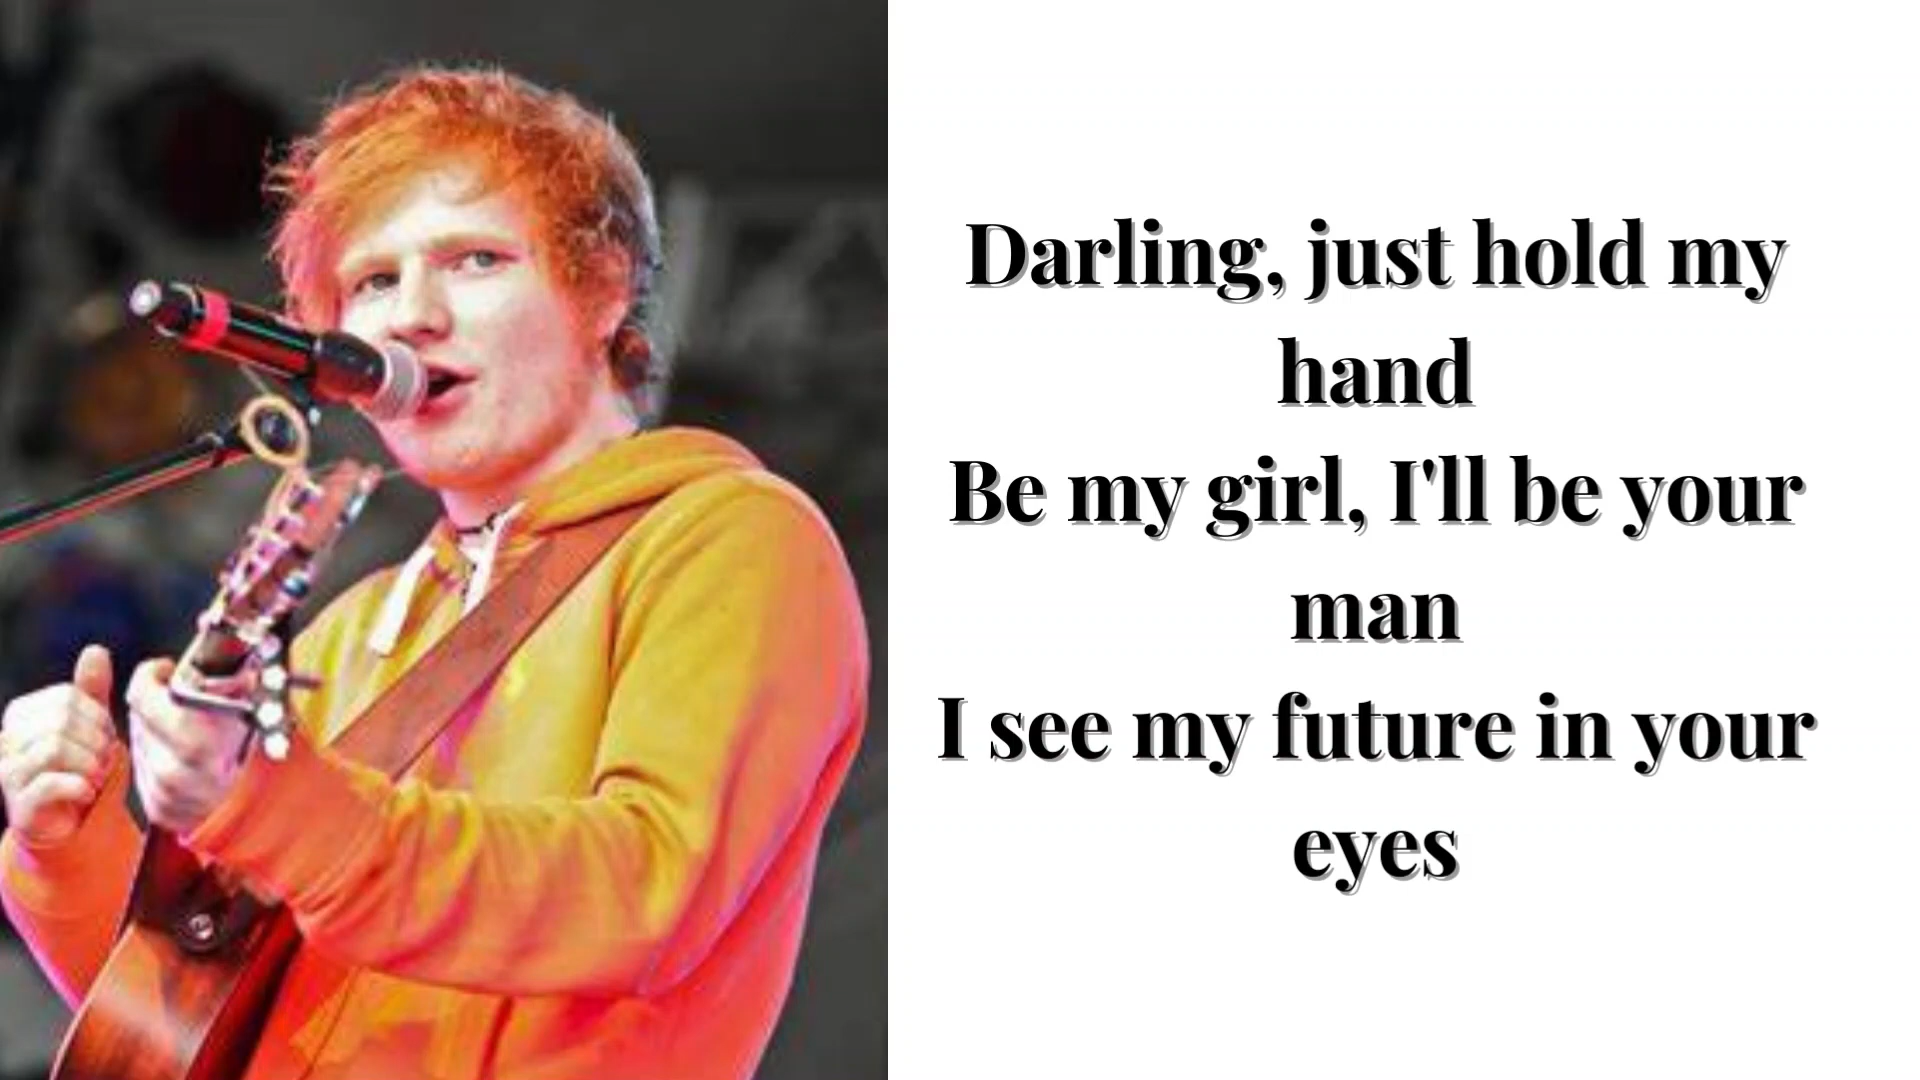 Darling, just hold my
hand
Be my girl, I'll be your
man
I see my future in your
eyes